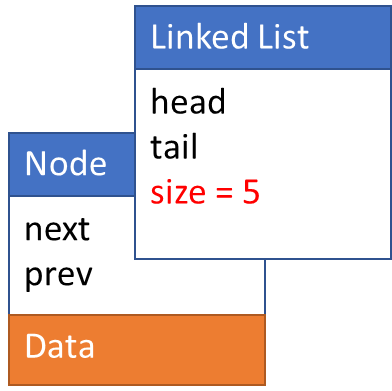 Linked List
head
tail
size = 5
Node
next
prev
Data